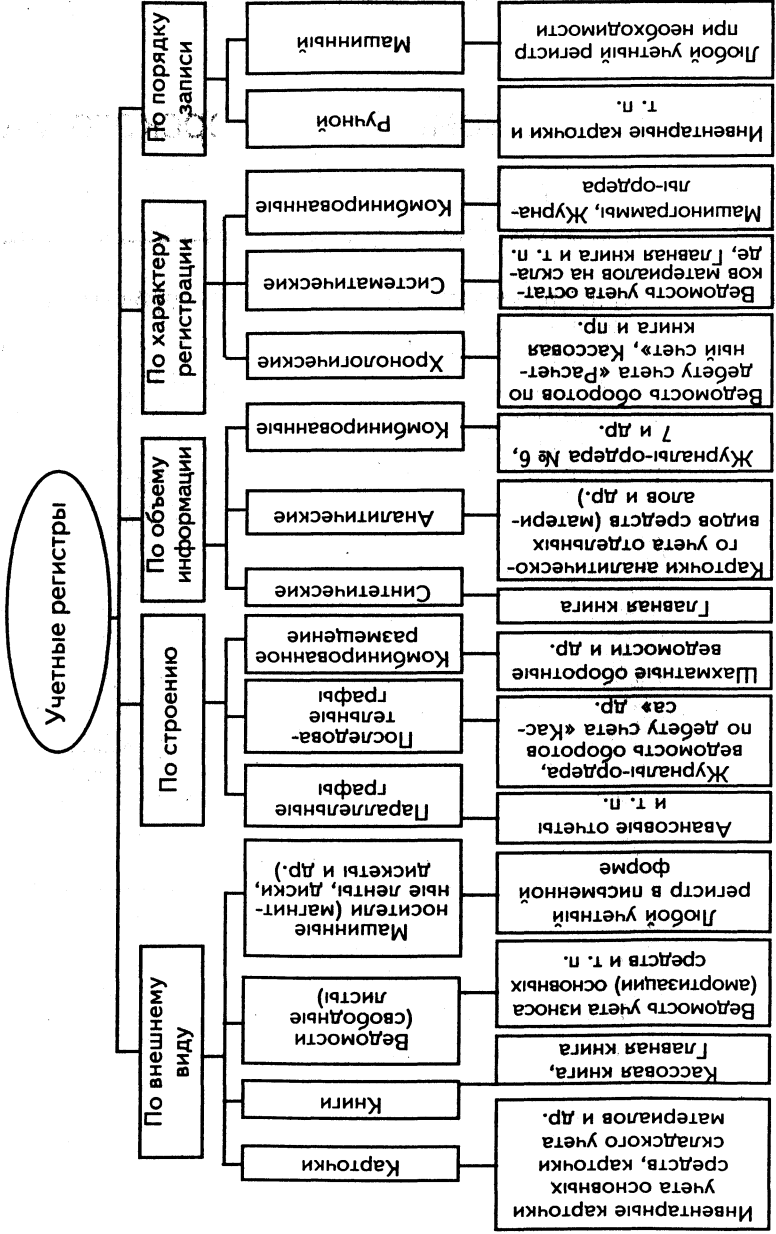 Учетные регистры
По внешнему
виду
По строению
По объему
информации
По характеру
регистрации
По порядку
записи
Карточки
Инвентарные карточки
учета основных
средств, карточки
складского учета
материалов и др.
Книги
Кассовая книга,
Главная книга
Ведомости
(свободные
листы)
Ведомость учета износа
(амортизации) основных
средств и т. п.
Машинные
носители (магнит-
ные ленты, диски,
дискеты и др.)
Любой учетный
регистр в письменной
форме
Параллельные
графы
Авансовые отчеты
и т. п.
Последова-
тельные
графы
Журналы-ордера,
ведомость оборотов
по дебету счета «Кас-
са» др.
Комбинированное
размещение
Шахматные оборотные
ведомости и др.
Синтетические
Главная книга
Аналитические
Карточки аналитическо-
го учета отдельных
видов средств (матери-
алов и др.)
Комбинированные
Журналы-ордера № 6,
7 и др.
Хронологические
Ведомость оборотов по
дебету счета «Расчет-
ный счет», Кассовая
книга и пр.
Систематические
Ведомость учета остат-
ков материалов на скла-
де, Главная книга и т. п.
Комбинированные
Машинограммы, Журна-
лы-ордера
Ручной
Инвентарные карточки и
т. п.
Машинный
Любой учетный регистр
при необходимости